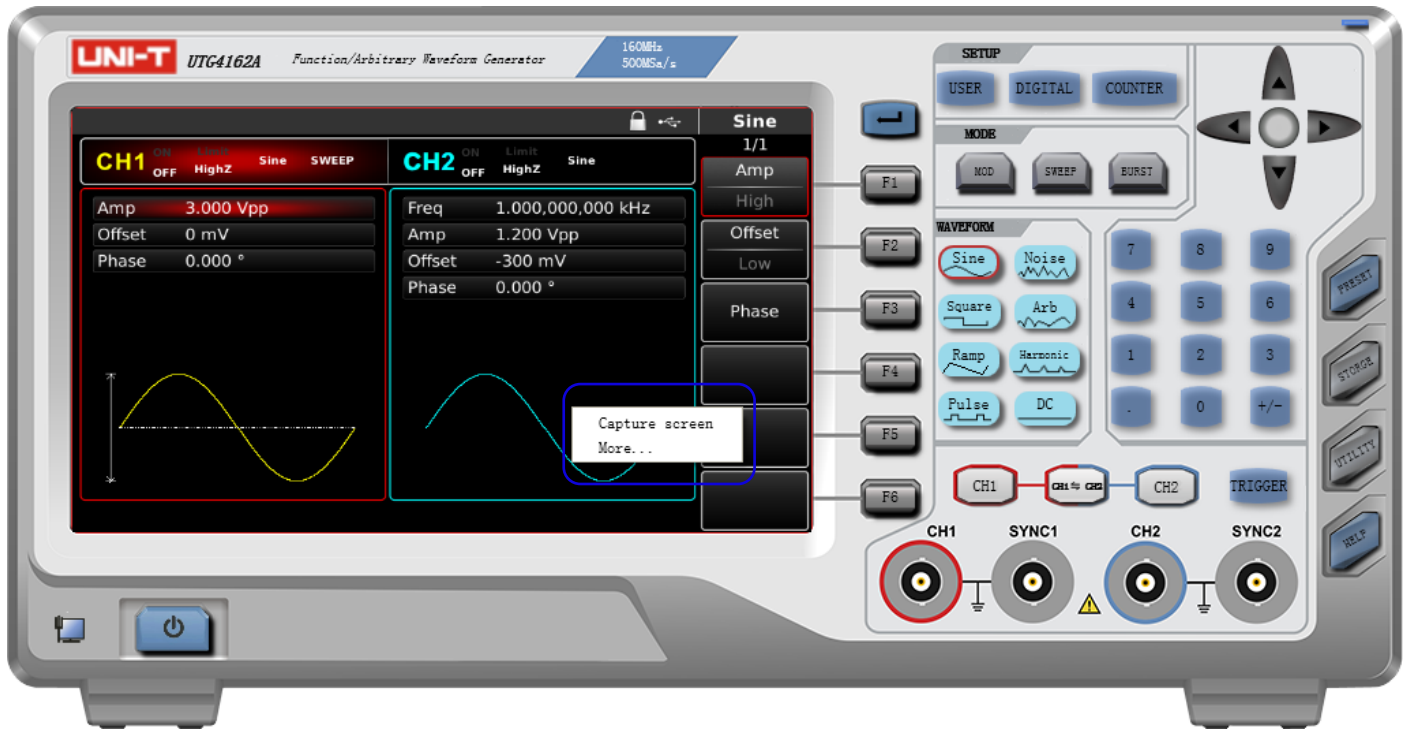 UNI-T UTG4162A Function/Arbitrary Waveform Generator
160MHz
500MSa/s
Sine
1/1
CH1 ON OFF Limit HighZ Sine SWEEP
CH2 ON OFF Limit HighZ Sine
Amp 3.000 Vpp
Offset 0 mV
Phase 0.000 °
Freq 1.000,000,000 kHz
Amp 1.200 Vpp
Offset -300 mV
Phase 0.000 °
Capture screen
More...
Amp
High
Offset
Low
Phase
F1
F2
F3
F4
F5
F6
SETUP
USER DIGITAL COUNTER
MODE
MOD SWEEP BURST
WAVEFORM
Sine Noise
Square Arb
Ramp Harmonic
Pulse DC
7 8 9
4 5 6
1 2 3
. 0 +/-
PRESET
STORGE
UTILITY
HELP
CH1 CH1⇋CH2 CH2 TRIGGER
CH1 SYNC1 CH2 SYNC2